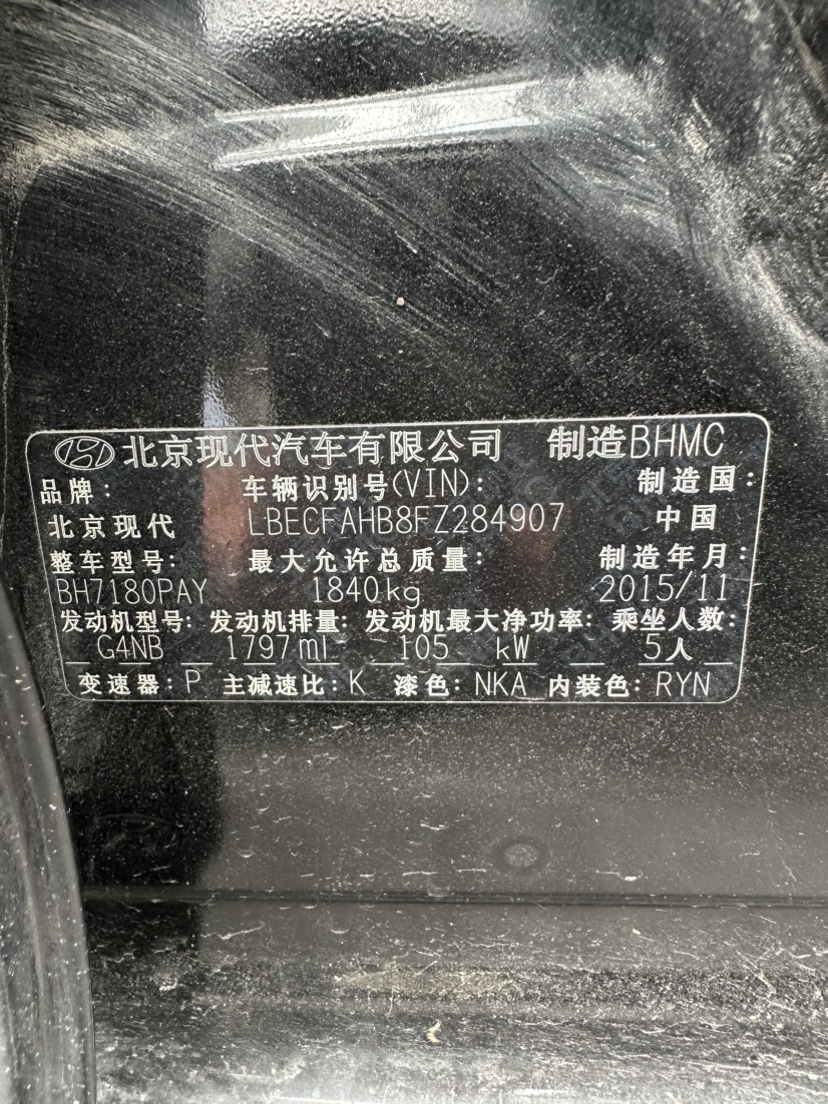 北京现代汽车有限公司 制造BHMC
品牌: 车辆识别号(VIN): 制造国:
北京现代 LBECFAHB8FZ284907 中国
整车型号: 最大允许总质量: 制造年月:
BH7180PAY 1840kg 2015/11
发动机型号: 发动机排量: 发动机最大净功率: 乘坐人数:
G4NB 1797ml 105 kW 5人
变速器: P 主减速比: K 漆色: NKA 内装色: RYN